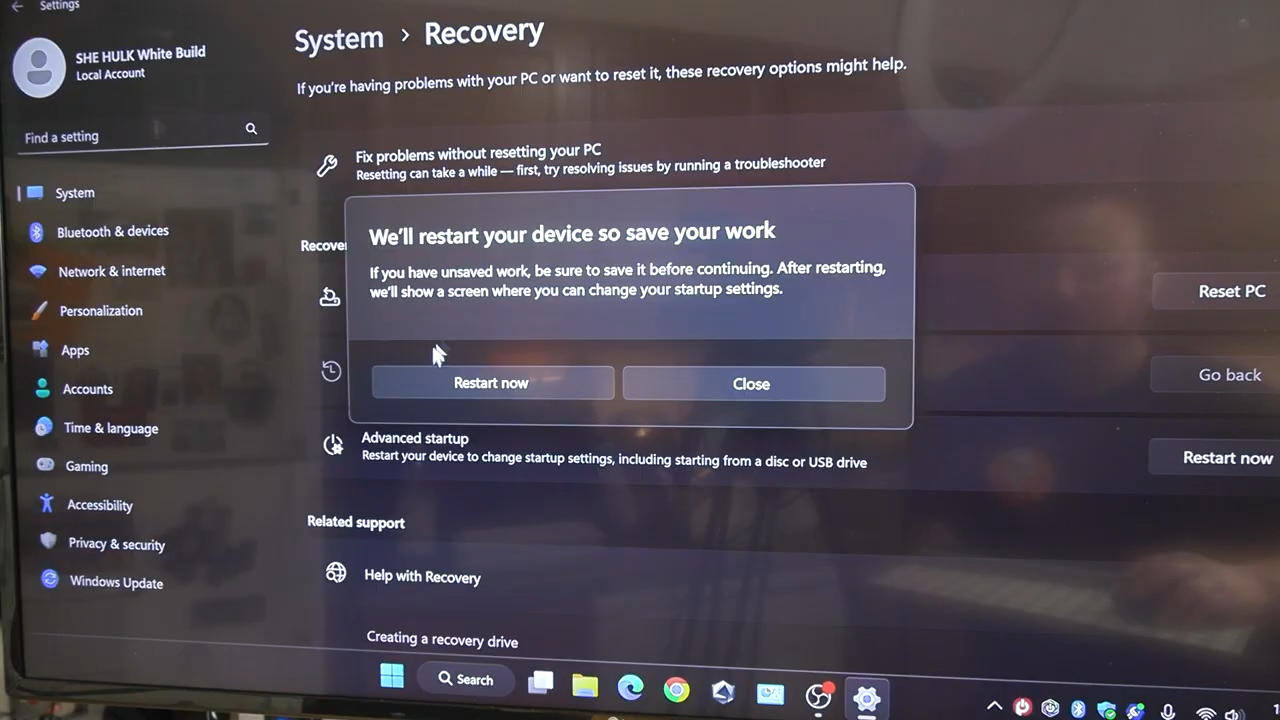 Settings
SHE HULK White Build
Local Account
Find a setting
System
Bluetooth & devices
Network & internet
Personalization
Apps
Accounts
Time & language
Gaming
Accessibility
Privacy & security
Windows Update
System › Recovery
If you're having problems with your PC or want to reset it, these recovery options might help.
Fix problems without resetting your PC
Resetting can take a while — first, try resolving issues by running a troubleshooter
We'll restart your device so save your work
If you have unsaved work, be sure to save it before continuing. After restarting,
we'll show a screen where you can change your startup settings.
Restart now
Close
Reset PC
Go back
Advanced startup
Restart your device to change startup settings, including starting from a disc or USB drive
Restart now
Related support
Help with Recovery
Creating a recovery drive
Search